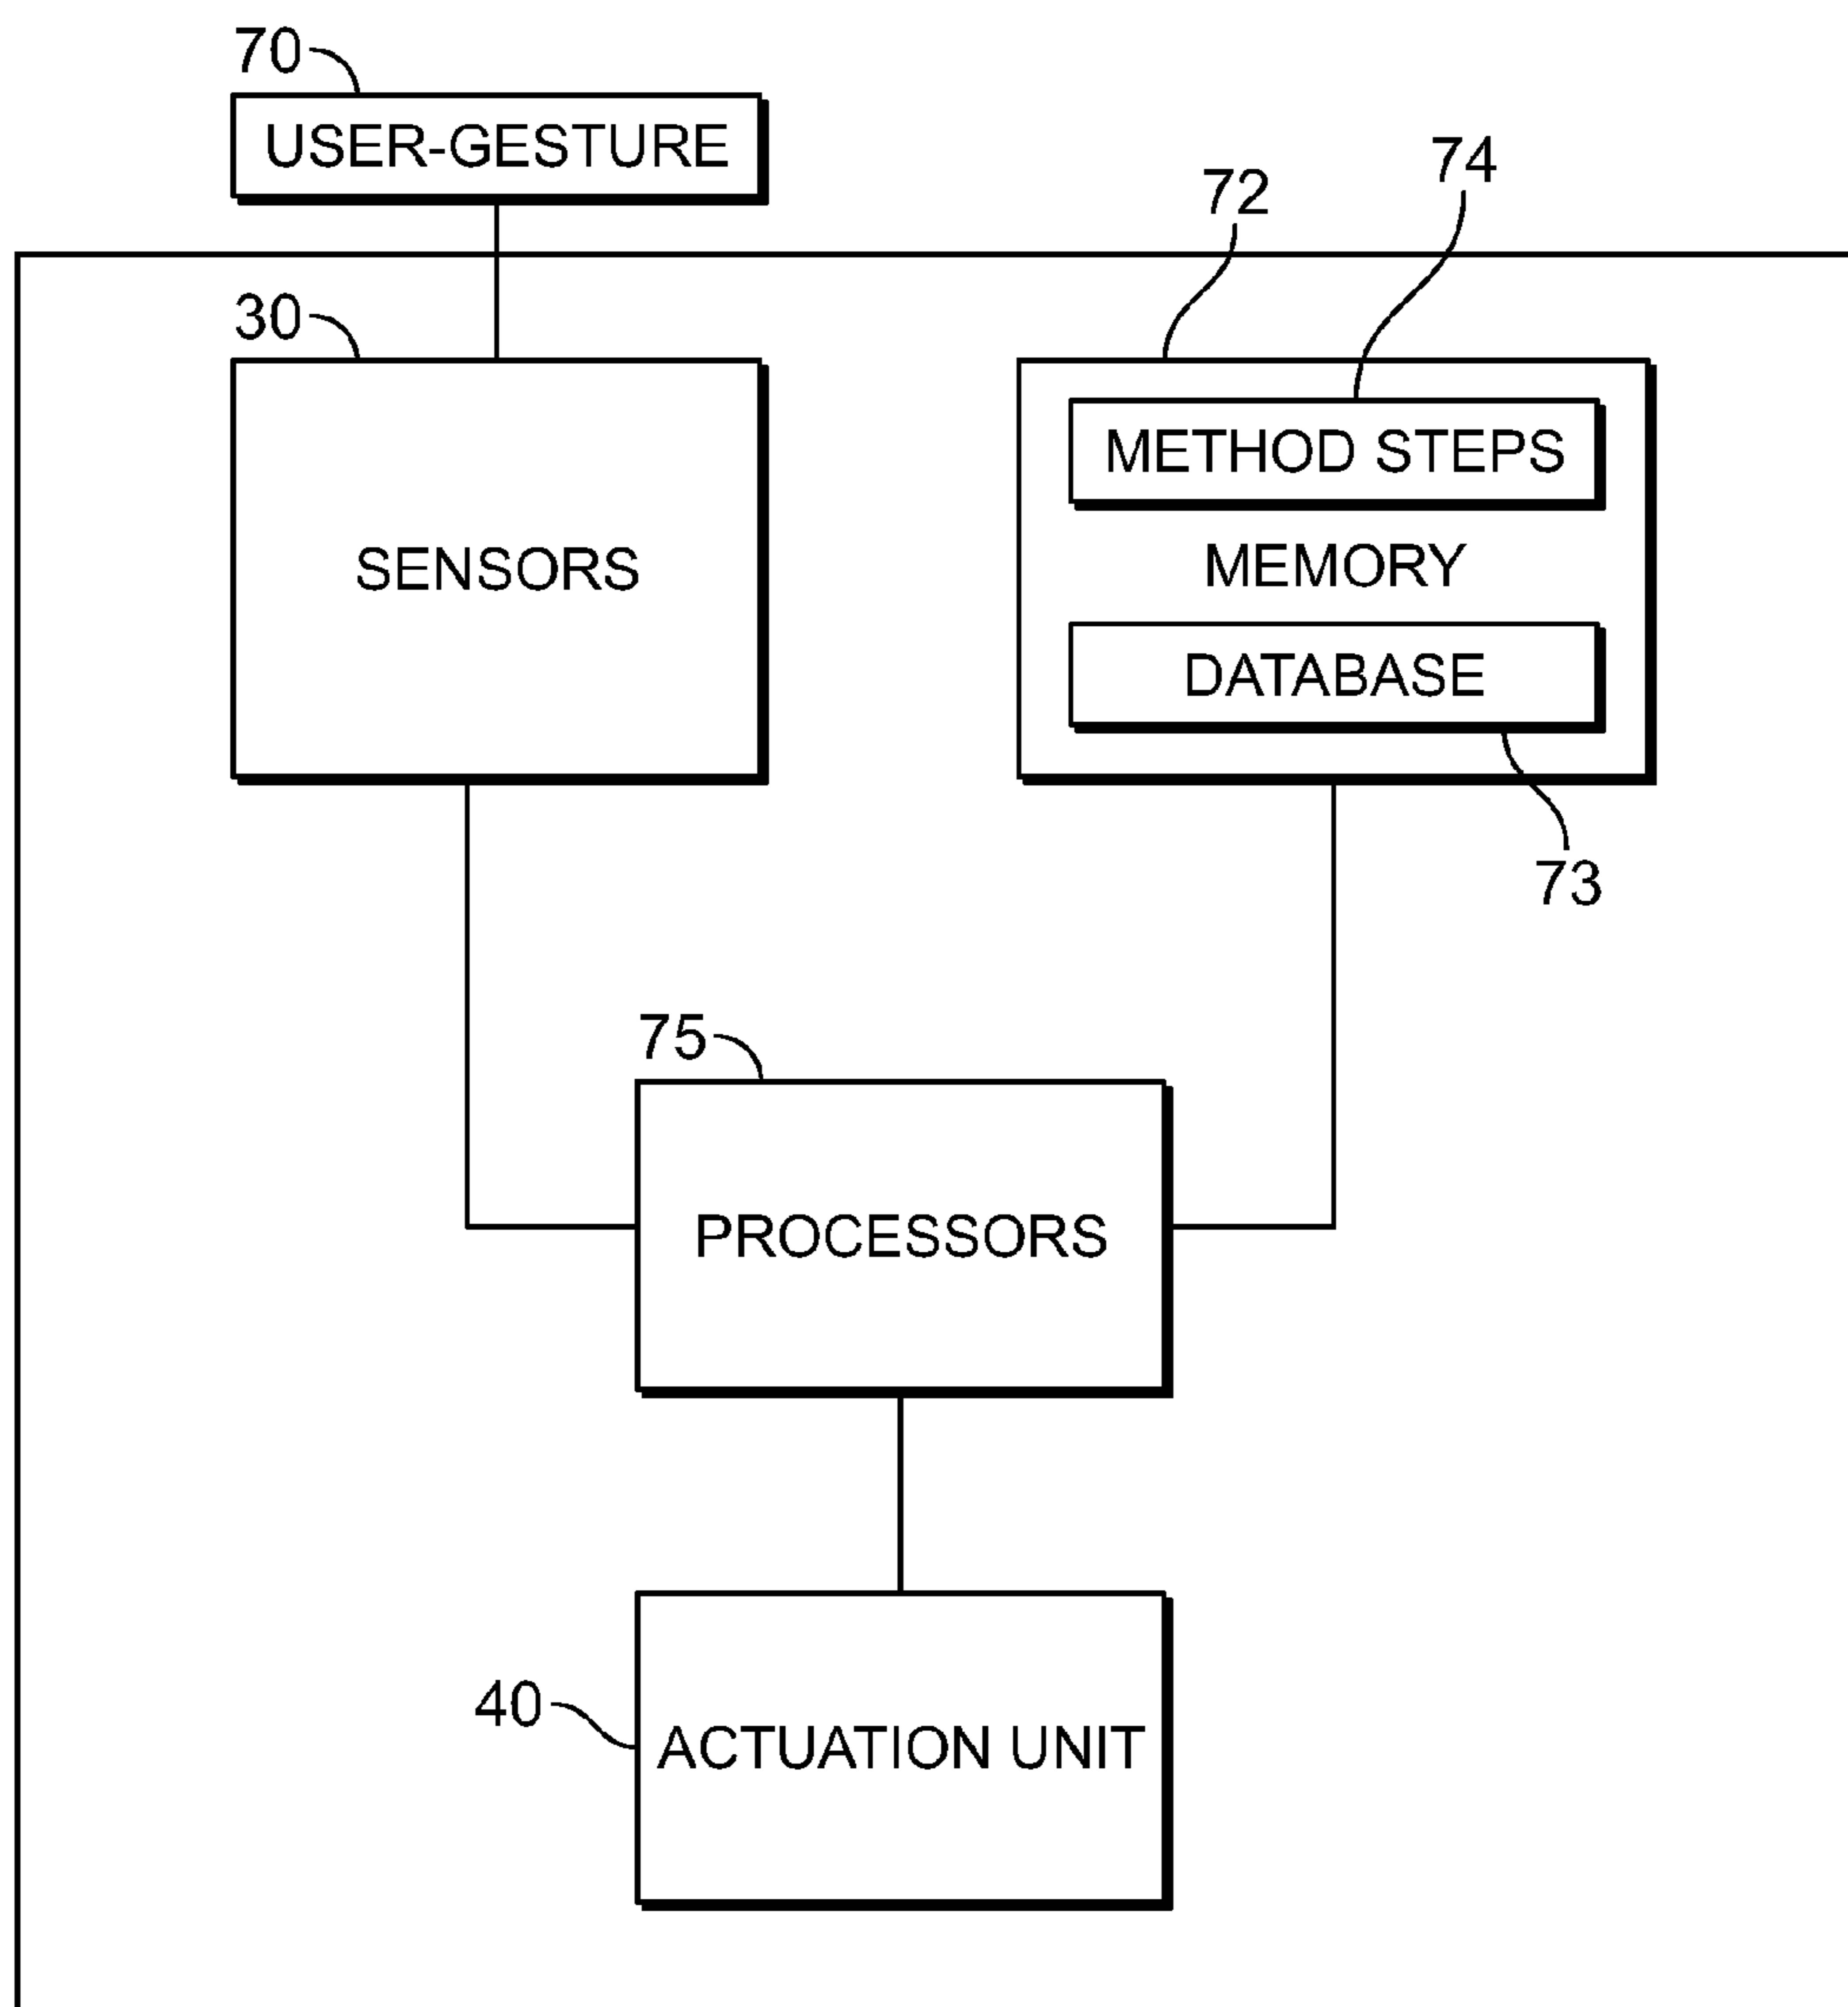 70
USER-GESTURE
74
72
30
METHOD STEPS
SENSORS
MEMORY
DATABASE
73
75
PROCESSORS
40
ACTUATION UNIT